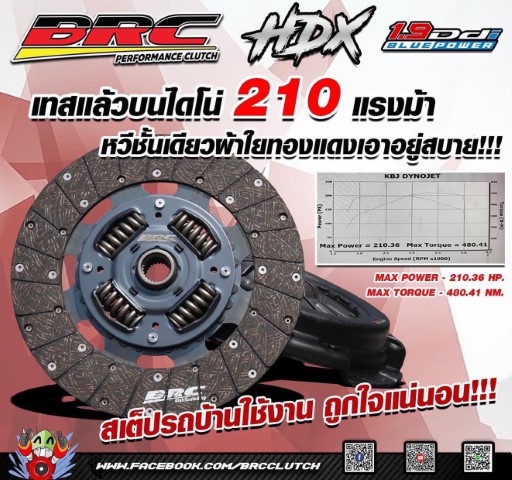 BRC
PERFORMANCE CLUTCH
HDX
1.9 Ddi
BLUE POWER
เทสแล้วบนไดโน่ 210 แรงม้า
หวีชั้นเดียวผ้าใยทองแดงเอาอยู่สบาย!!!
KBJ DYNOJET
Power (PS)
Max Power = 210.36 Max Torque = 480.41
Engine Speed (RPM x1000)
MAX POWER - 210.36 HP.
MAX TORQUE - 480.41 NM.
BRC
BRC
สเต็ปรถบ้านใช้งาน ถูกใจแน่นอน!!!
WWW.FACEBOOK.COM/BRCCLUTCH